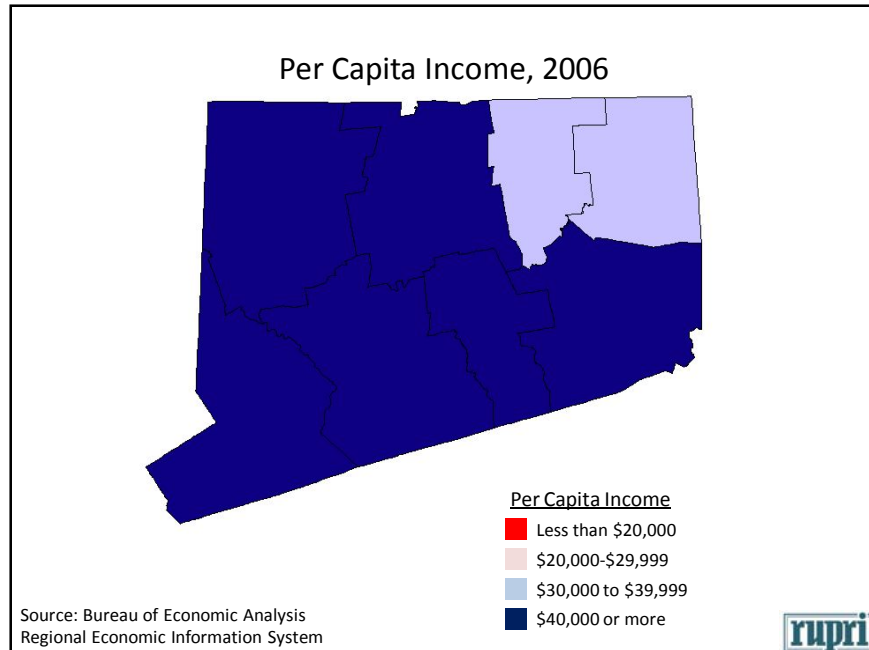 Per Capita Income, 2006
Per Capita Income
Less than $20,000
$20,000-$29,999
$30,000 to $39,999
$40,000 or more
Source: Bureau of Economic Analysis
Regional Economic Information System
rupri